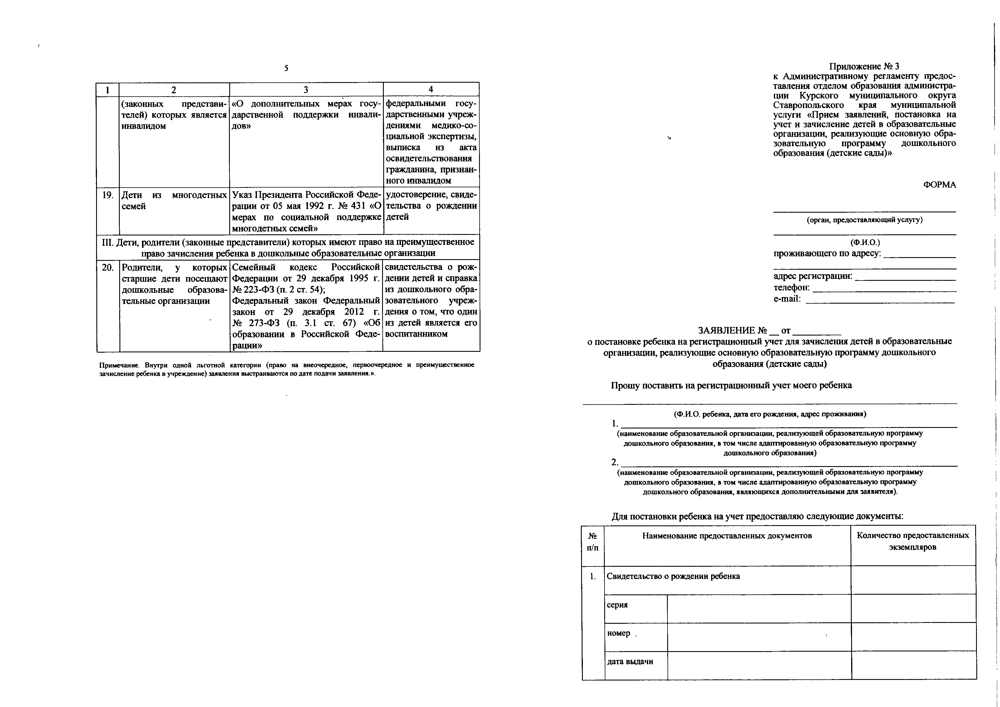 5
1 2 3 4
(законных представи-
телей) которых является
инвалидом
«О дополнительных мерах госу-
дарственной поддержки инвали-
дов»
федеральными госу-
дарственными учреж-
дениями медико-со-
циальной экспертизы,
выписка из акта
освидетельствования
гражданина, признан-
ного инвалидом
19.
Дети из многодетных
семей
Указ Президента Российской Феде-
рации от 05 мая 1992 г. № 431 «О
мерах по социальной поддержке
многодетных семей»
удостоверение, свиде-
тельства о рождении
детей
III. Дети, родители (законные представители) которых имеют право на преимущественное
право зачисления ребенка в дошкольные образовательные организации
20.
Родители, у которых
старшие дети посещают
дошкольные образова-
тельные организации
Семейный кодекс Российской
Федерации от 29 декабря 1995 г.
№ 223-ФЗ (п. 2 ст. 54);
Федеральный закон Федеральный
закон от 29 декабря 2012 г.
№ 273-ФЗ (п. 3.1 ст. 67) «Об
образовании в Российской Феде-
рации»
свидетельства о рож-
дении детей и справка
из дошкольного обра-
зовательного учреж-
дения о том, что один
из детей является его
воспитанником
Примечание. Внутри одной льготной категории (право на внеочередное, первоочередное и преимущественное
зачисление ребенка в учреждение) заявления выстраиваются по дате подачи заявления.».
Приложение № 3
к Административному регламенту предос-
тавления отделом образования администра-
ции Курского муниципального округа
Ставропольского края муниципальной
услуги «Прием заявлений, постановка на
учет и зачисление детей в образовательные
организации, реализующие основную обра-
зовательную программу дошкольного
образования (детские сады)»
ФОРМА
(орган, предоставляющий услугу)
(Ф.И.О.)
проживающего по адресу: ______________
адрес регистрации: ______________
телефон: ______________
e-mail: ______________
ЗАЯВЛЕНИЕ № __ от __________
о постановке ребенка на регистрационный учет для зачисления детей в образовательные
организации, реализующие основную образовательную программу дошкольного
образования (детские сады)
Прошу поставить на регистрационный учет моего ребенка
(Ф.И.О. ребенка, дата его рождения, адрес проживания)
1. ______________
(наименование образовательной организации, реализующей образовательную программу
дошкольного образования, в том числе адаптированную образовательную программу
дошкольного образования)
2. ______________
(наименование образовательной организации, реализующей образовательную программу
дошкольного образования, в том числе адаптированную образовательную программу
дошкольного образования, являющихся дополнительными для заявителя).
Для постановки ребенка на учет предоставляю следующие документы:
№
п/п
Наименование предоставленных документов
Количество предоставленных
экземпляров
1. Свидетельство о рождении ребенка
серия
номер
дата выдачи